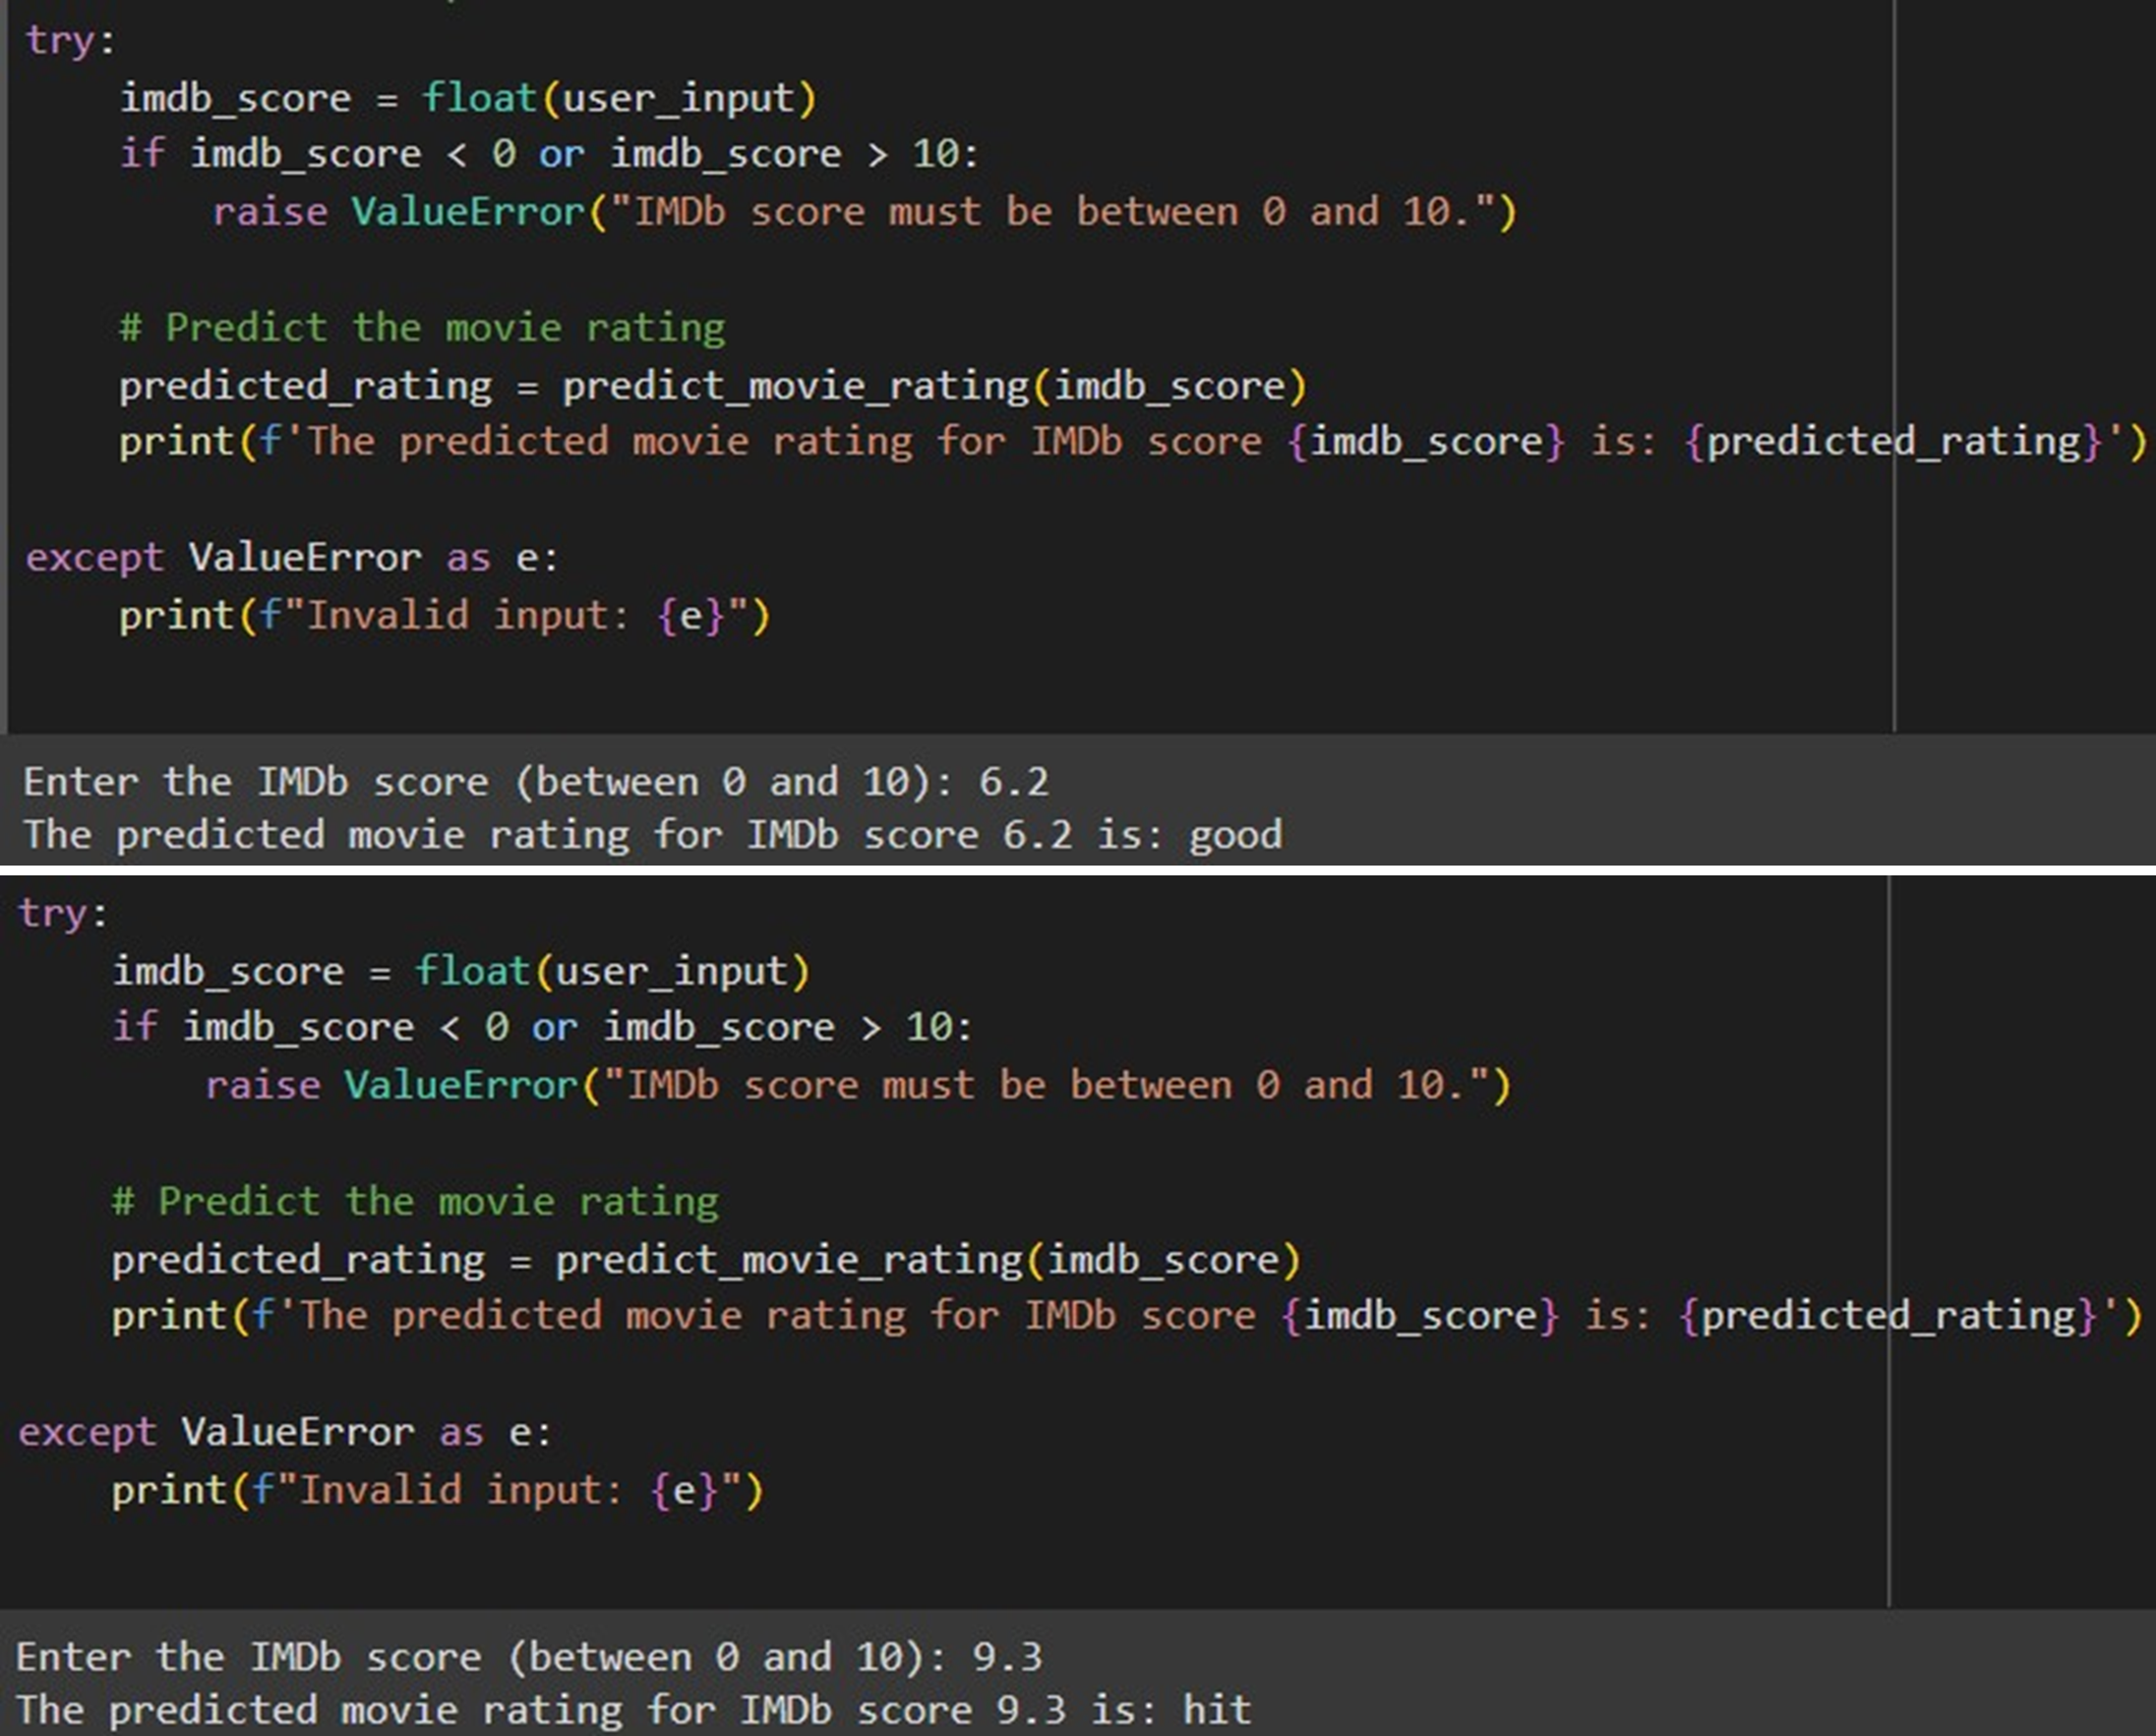 try:
    imdb_score = float(user_input)
    if imdb_score < 0 or imdb_score > 10:
        raise ValueError("IMDb score must be between 0 and 10.")
    # Predict the movie rating
    predicted_rating = predict_movie_rating(imdb_score)
    print(f'The predicted movie rating for IMDb score {imdb_score} is: {predicted_rating}')
except ValueError as e:
    print(f"Invalid input: {e}")
Enter the IMDb score (between 0 and 10): 6.2
The predicted movie rating for IMDb score 6.2 is: good
try:
    imdb_score = float(user_input)
    if imdb_score < 0 or imdb_score > 10:
        raise ValueError("IMDb score must be between 0 and 10.")
    # Predict the movie rating
    predicted_rating = predict_movie_rating(imdb_score)
    print(f'The predicted movie rating for IMDb score {imdb_score} is: {predicted_rating}')
except ValueError as e:
    print(f"Invalid input: {e}")
Enter the IMDb score (between 0 and 10): 9.3
The predicted movie rating for IMDb score 9.3 is: hit